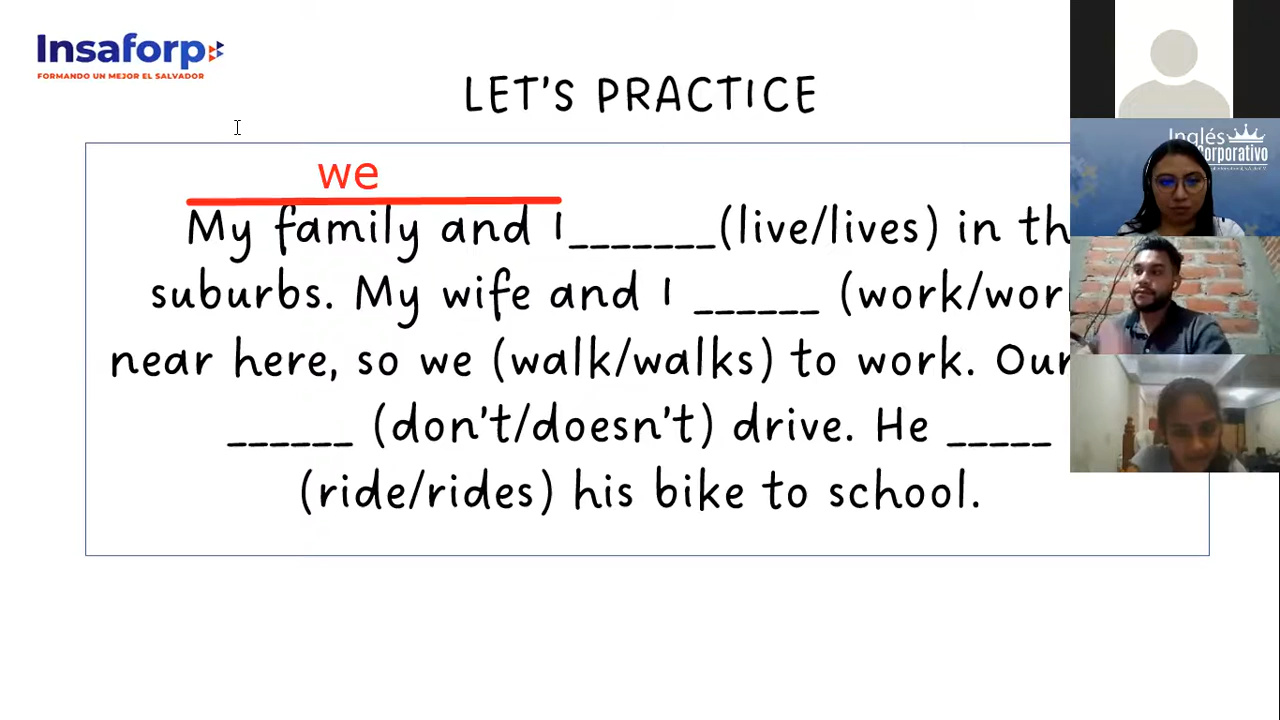 Insaforp
FORMANDO UN MEJOR EL SALVADOR
LET'S PRACTICE
we
My family and I_______(live/lives) in th
suburbs. My wife and I ______ (work/wor
near here, so we (walk/walks) to work. Our
______ (don't/doesn't) drive. He _____
(ride/rides) his bike to school.
Inglés
Corporativo